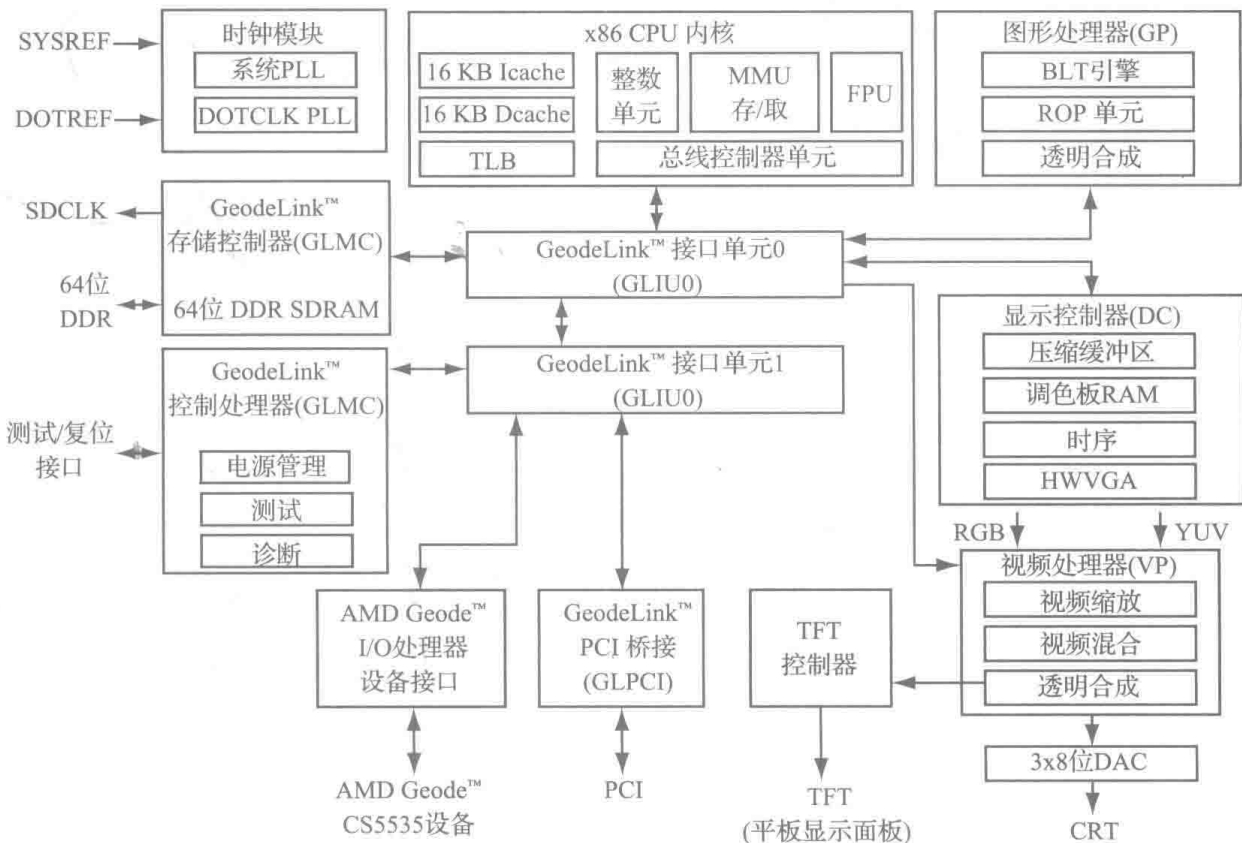 SYSREF
DOTREF
时钟模块
系统PLL
DOTCLK PLL
x86 CPU 内核
16 KB Icache
16 KB Dcache
TLB
整数
单元
MMU
存/取
FPU
总线控制器单元
图形处理器(GP)
BLT引擎
ROP 单元
透明合成
SDCLK
64位
DDR
GeodeLink™
存储控制器(GLMC)
64位 DDR SDRAM
GeodeLink™ 接口单元0
(GLIU0)
显示控制器(DC)
压缩缓冲区
调色板RAM
时序
HWVGA
测试/复位
接口
GeodeLink™
控制处理器(GLMC)
电源管理
测试
诊断
GeodeLink™ 接口单元1
(GLIU0)
RGB
YUV
视频处理器(VP)
视频缩放
视频混合
透明合成
AMD Geode™
I/O处理器
设备接口
GeodeLink™
PCI 桥接
(GLPCI)
TFT
控制器
3x8位DAC
AMD Geode™
CS5535设备
PCI
TFT
(平板显示面板)
CRT